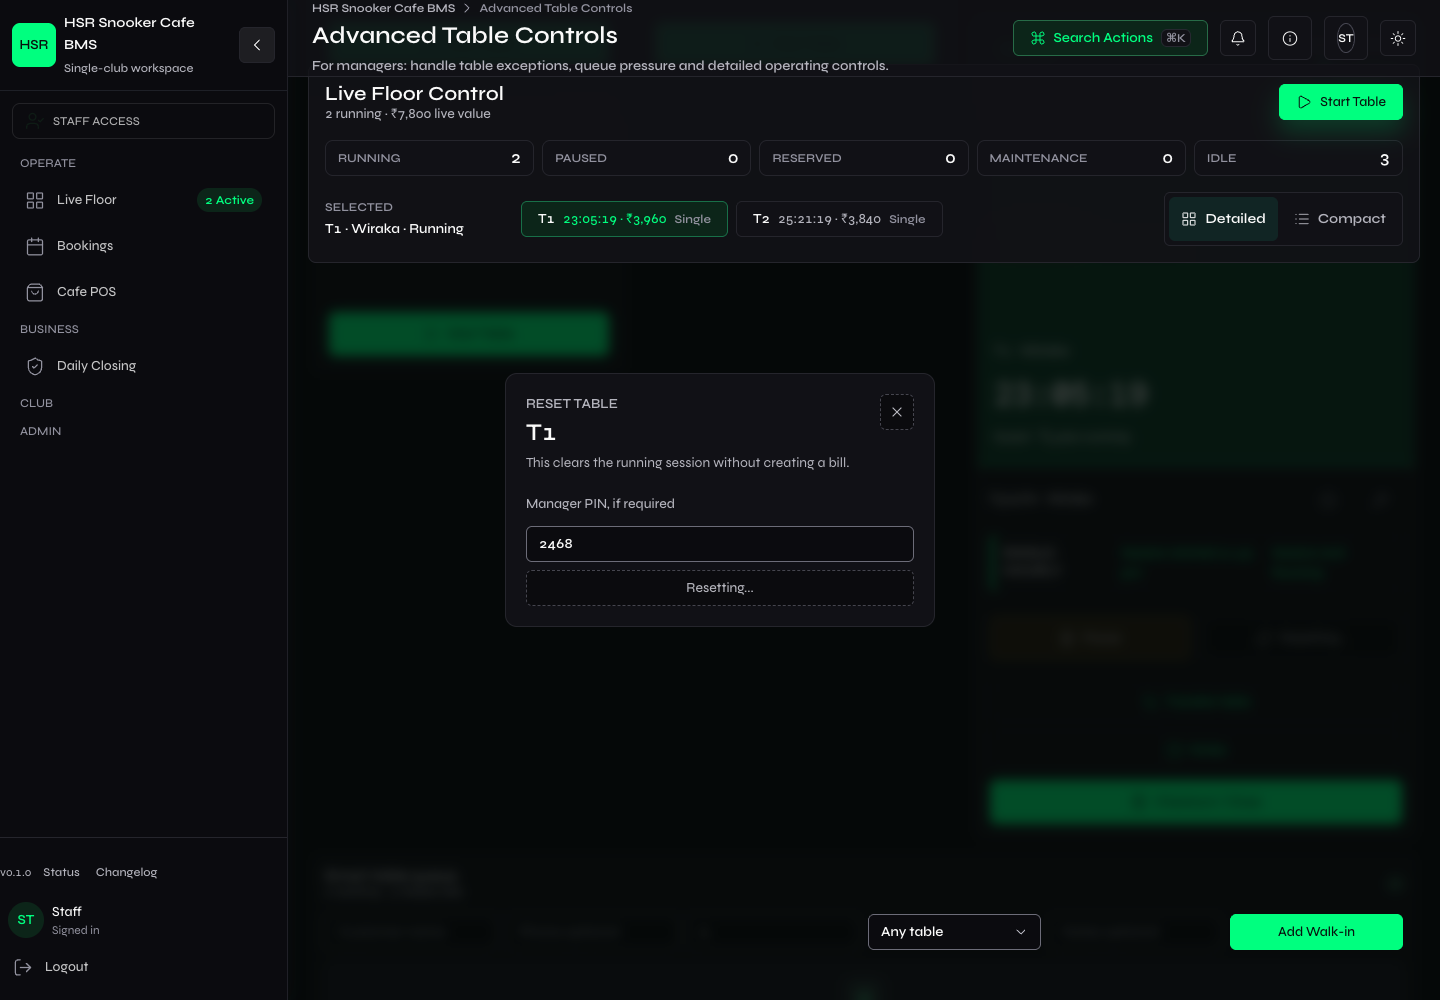 HSR
HSR Snooker Cafe
BMS
Single-club workspace
STAFF ACCESS
OPERATE
Live Floor
2 Active
Bookings
Cafe POS
BUSINESS
Daily Closing
CLUB
ADMIN
v0.1.0 Status Changelog
ST
Staff
Signed in
Logout
HSR Snooker Cafe BMS > Advanced Table Controls
Advanced Table Controls
For managers: handle table exceptions, queue pressure and detailed operating controls.
Search Actions ⌘K
ST
Live Floor Control
2 running · ₹7,800 live value
Start Table
RUNNING 2
PAUSED 0
RESERVED 0
MAINTENANCE 0
IDLE 3
SELECTED
T1 · Wiraka · Running
T1 23:05:19 · ₹3,960 Single
T2 25:21:19 · ₹3,840 Single
Detailed
Compact
23:05:19
RESET TABLE
T1
This clears the running session without creating a bill.
Manager PIN, if required
2468
Resetting...
Any table
Add Walk-in